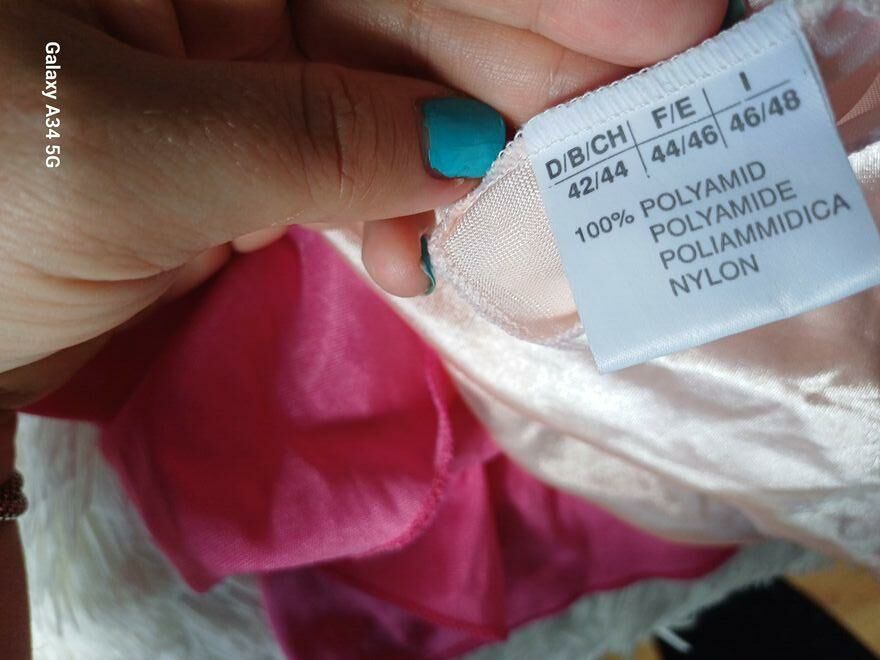 D/B/CH F/E I
42/44 44/46 46/48
100% POLYAMID
POLYAMIDE
POLIAMMIDICA
NYLON
Galaxy A34 5G